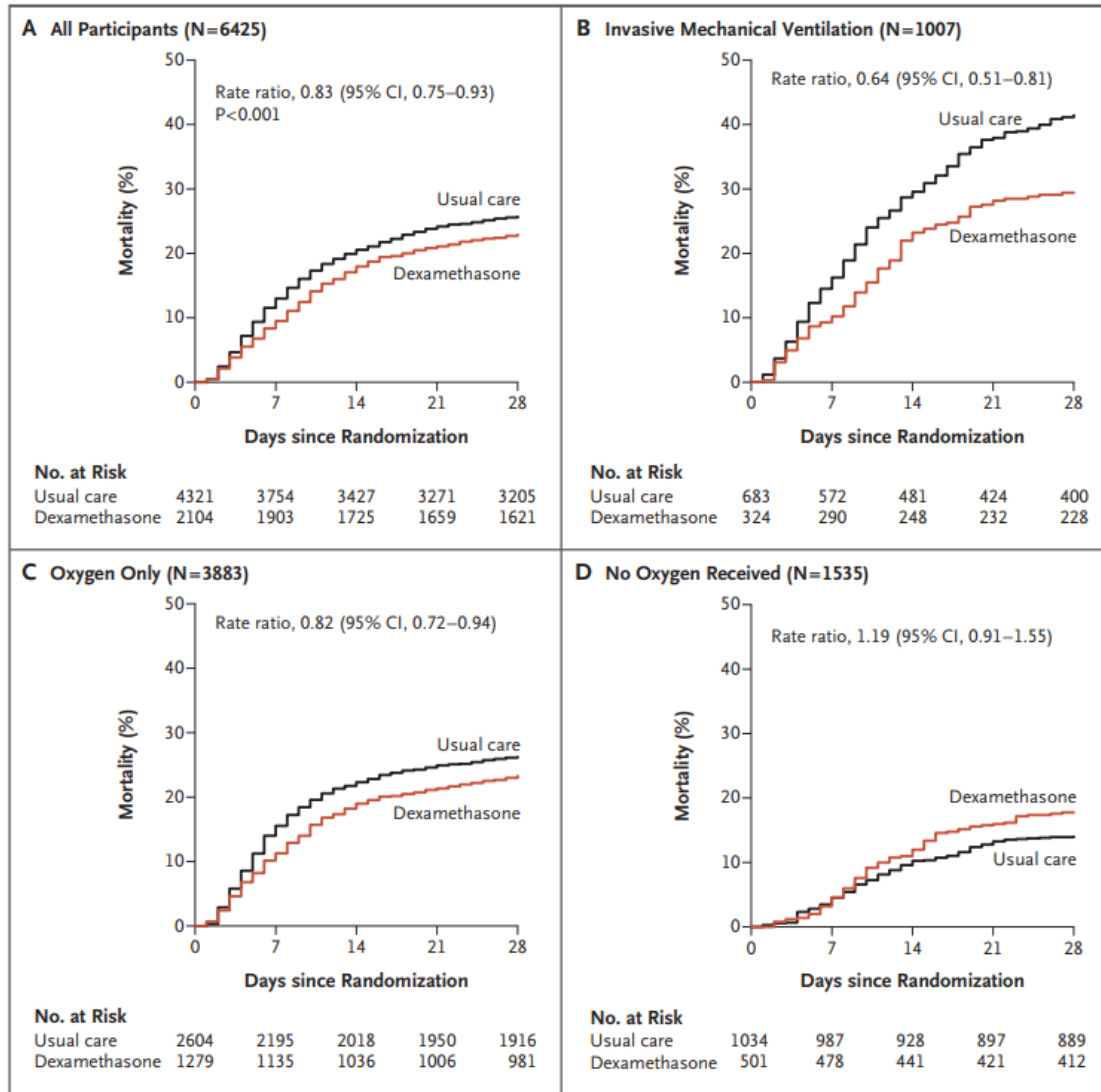 A All Participants (N=6425)
50
40
30
20
10
0
Mortality (%)
Rate ratio, 0.83 (95% CI, 0.75–0.93)
P<0.001
Usual care
Dexamethasone
0 7 14 21 28
Days since Randomization
No. at Risk
Usual care 4321 3754 3427 3271 3205
Dexamethasone 2104 1903 1725 1659 1621
B Invasive Mechanical Ventilation (N=1007)
50
40
30
20
10
0
Mortality (%)
Rate ratio, 0.64 (95% CI, 0.51–0.81)
Usual care
Dexamethasone
0 7 14 21 28
Days since Randomization
No. at Risk
Usual care 683 572 481 424 400
Dexamethasone 324 290 248 232 228
C Oxygen Only (N=3883)
50
40
30
20
10
0
Mortality (%)
Rate ratio, 0.82 (95% CI, 0.72–0.94)
Usual care
Dexamethasone
0 7 14 21 28
Days since Randomization
No. at Risk
Usual care 2604 2195 2018 1950 1916
Dexamethasone 1279 1135 1036 1006 981
D No Oxygen Received (N=1535)
50
40
30
20
10
0
Mortality (%)
Rate ratio, 1.19 (95% CI, 0.91–1.55)
Dexamethasone
Usual care
0 7 14 21 28
Days since Randomization
No. at Risk
Usual care 1034 987 928 897 889
Dexamethasone 501 478 441 421 412